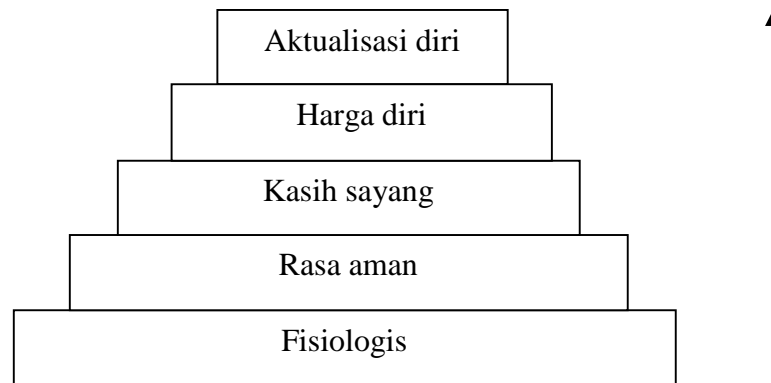 Aktualisasi diri
Harga diri
Kasih sayang
Rasa aman
Fisiologis